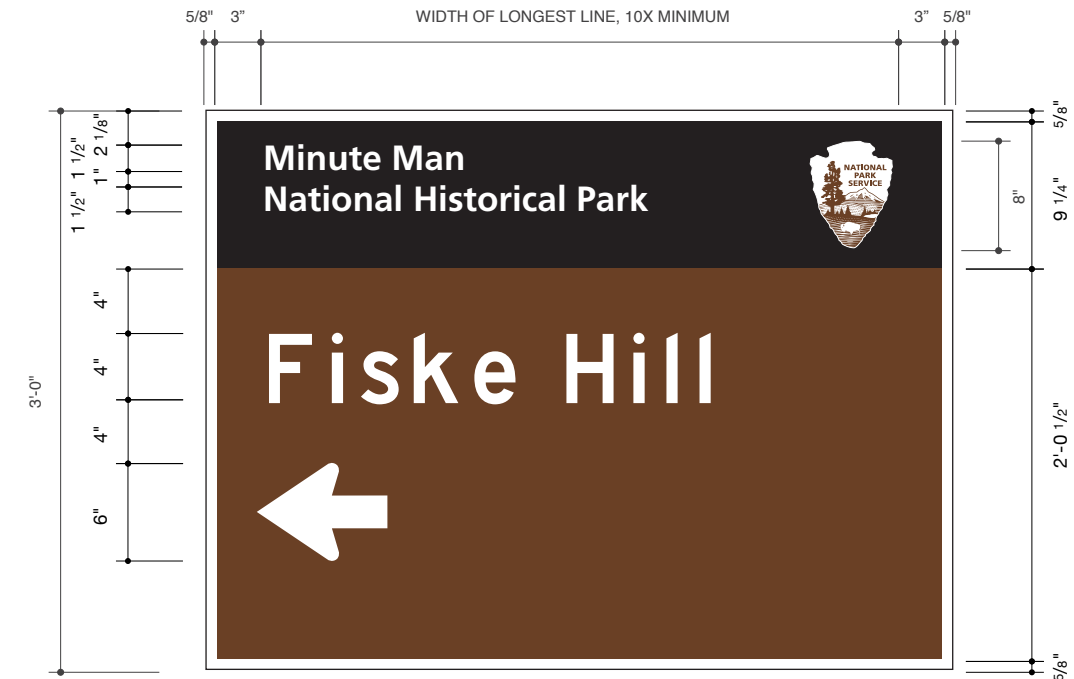 5/8" 3” WIDTH OF LONGEST LINE, 10X MINIMUM 3” 5/8"
5/8"
2 1/8"
1 1/2"
1"
1 1/2"
Minute Man
National Historical Park
NATIONAL
PARK
SERVICE
8"
9 1/4"
4"
4"
4"
6"
3'-0"
Fiske Hill
2'-0 1/2"
5/8"